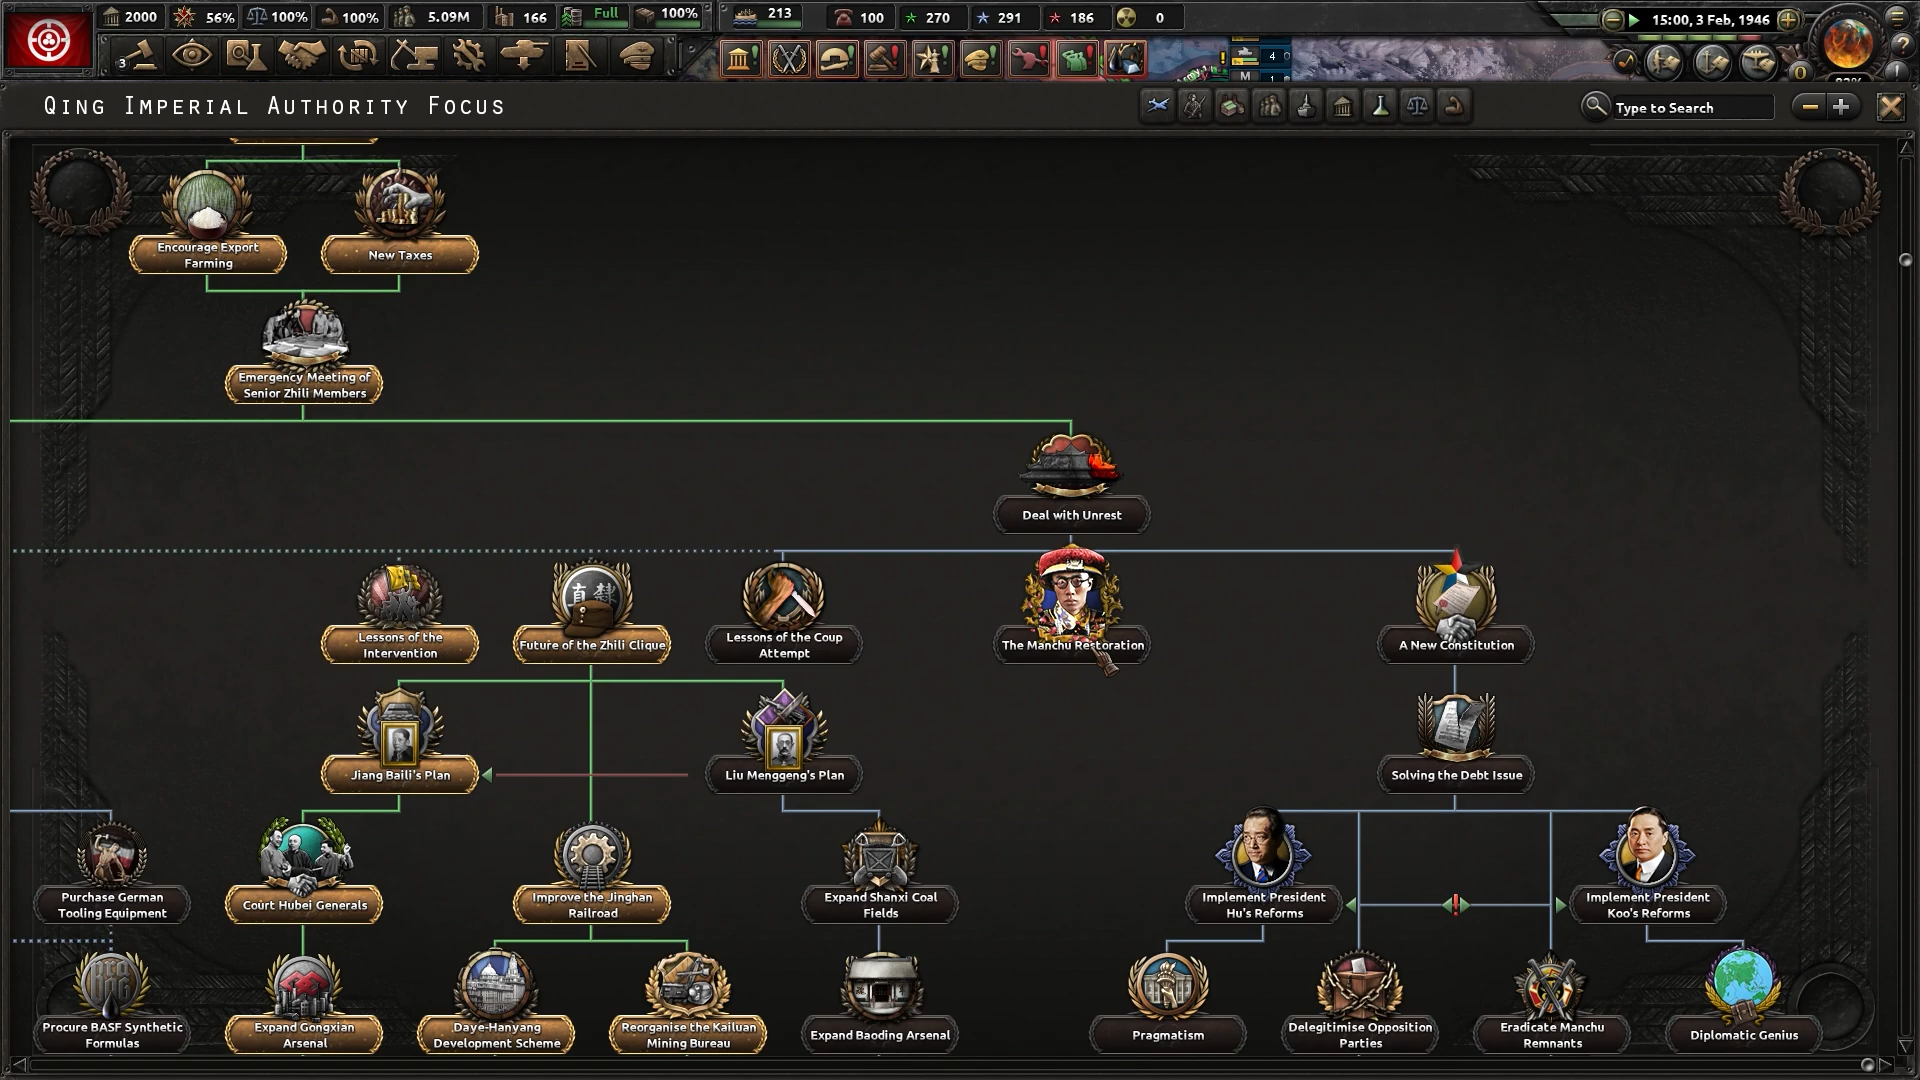 2000
56%
100%
100%
5.09M
166
Full
100%
213
100
270
291
186
0
15:00, 3 Feb, 1946
3
4
M
1
0
Qing Imperial Authority Focus
Type to Search
Encourage Export
Farming
New Taxes
Emergency Meeting of
Senior Zhili Members
Deal with Unrest
直隸
Lessons of the
Intervention
Future of the Zhili Clique
Lessons of the Coup
Attempt
The Manchu Restoration
A New Constitution
Jiang Baili's Plan
Liu Menggeng's Plan
Solving the Debt Issue
Purchase German
Tooling Equipment
Court Hubei Generals
Improve the Jinghan
Railroad
Expand Shanxi Coal
Fields
Implement President
Hu's Reforms
Implement President
Koo's Reforms
Procure BASF Synthetic
Formulas
Expand Gongxian
Arsenal
Daye-Hanyang
Development Scheme
Reorganise the Kailuan
Mining Bureau
Expand Baoding Arsenal
Pragmatism
Delegitimise Opposition
Parties
Eradicate Manchu
Remnants
Diplomatic Genius